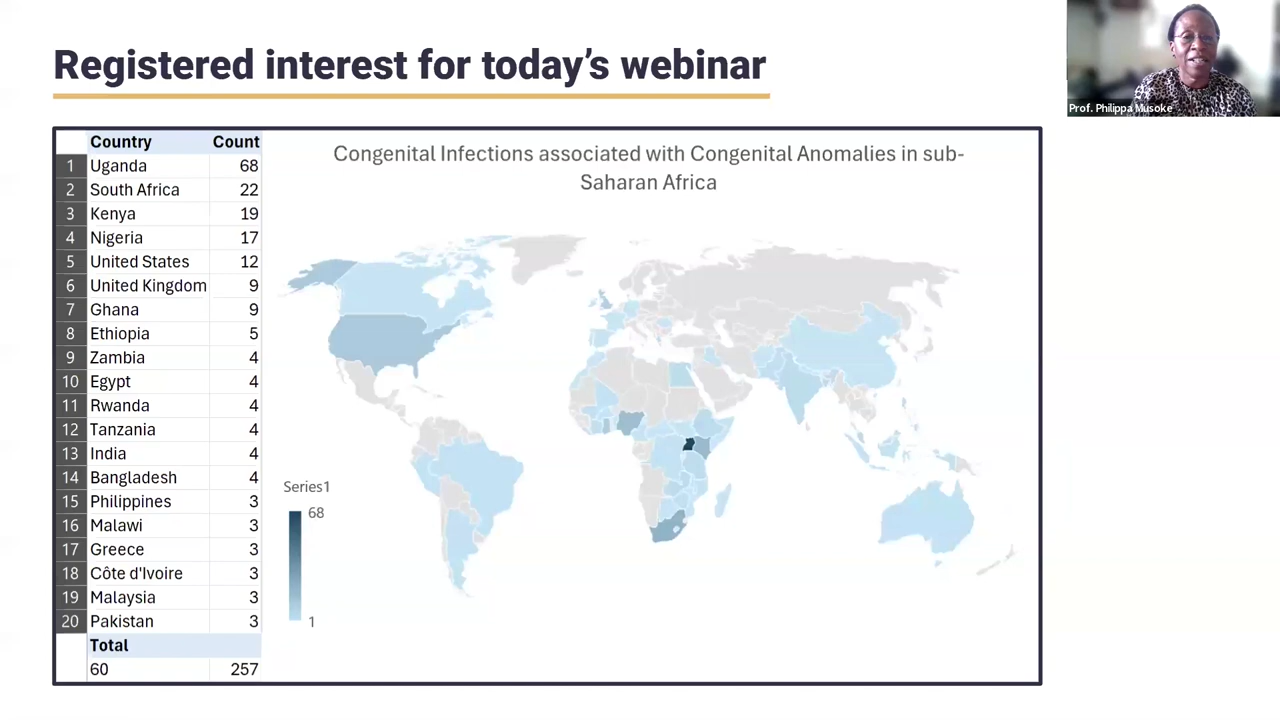 Registered interest for today's webinar
Prof. Philippa Musoke
Country Count
1 Uganda 68
2 South Africa 22
3 Kenya 19
4 Nigeria 17
5 United States 12
6 United Kingdom 9
7 Ghana 9
8 Ethiopia 5
9 Zambia 4
10 Egypt 4
11 Rwanda 4
12 Tanzania 4
13 India 4
14 Bangladesh 4
15 Philippines 3
16 Malawi 3
17 Greece 3
18 Côte d'Ivoire 3
19 Malaysia 3
20 Pakistan 3
Total
60 257
Congenital Infections associated with Congenital Anomalies in sub-
Saharan Africa
Series1
68
1